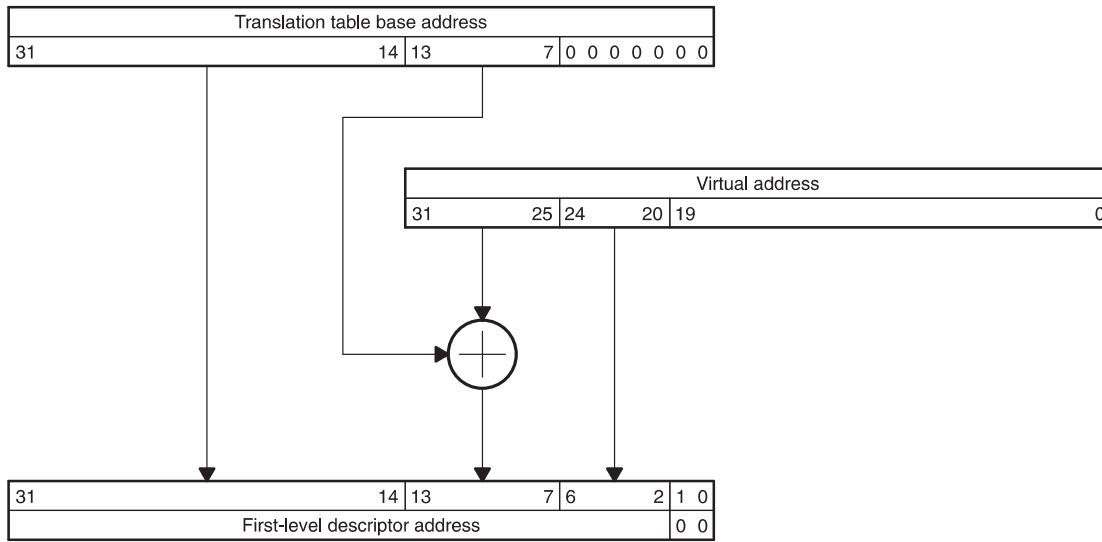 Translation table base address
31 14 13 7 0 0 0 0 0 0 0
Virtual address
31 25 24 20 19 0
31 14 13 7 6 2 1 0
First-level descriptor address 0 0